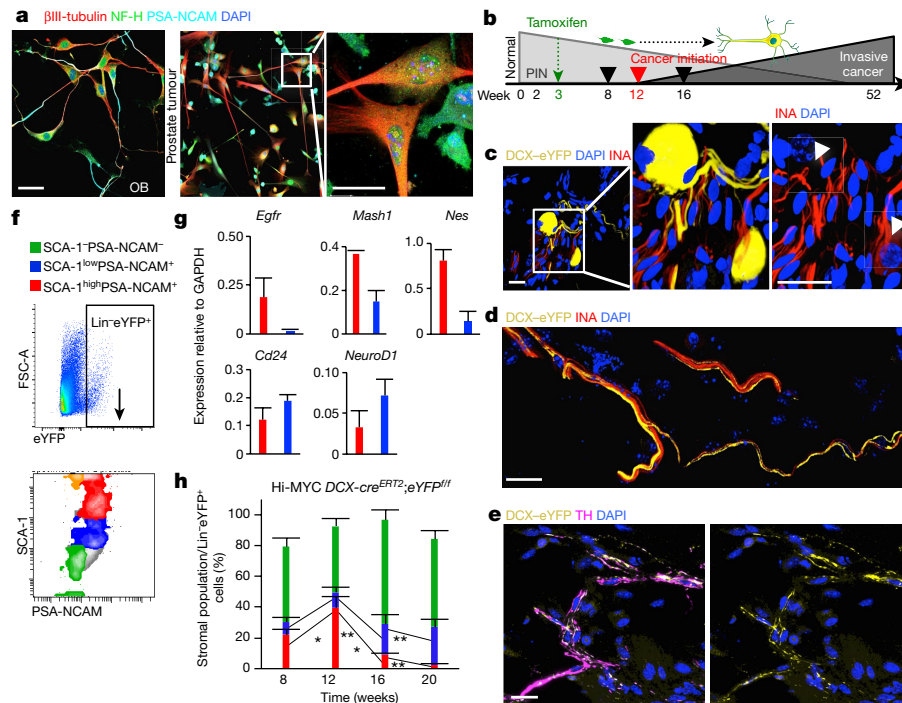 a
βIII-tubulin NF-H PSA-NCAM DAPI
OB
Prostate tumour
b
Normal
PIN
Tamoxifen
Cancer initiation
Invasive
cancer
Week 0 2 3 8 12 16 52
c
DCX–eYFP DAPI INA
INA DAPI
d
DCX–eYFP INA DAPI
e
DCX–eYFP TH DAPI
f
SCA-1⁻PSA-NCAM⁻
SCA-1ˡᵒʷPSA-NCAM⁺
SCA-1ʰⁱᵍʰPSA-NCAM⁺
Lin⁻eYFP⁺
FSC-A
eYFP
SCA-1
PSA-NCAM
g
Expression relative to GAPDH
Egfr
0.50
0.25
0
Mash1
0.4
0.2
0
Nes
1.0
0.5
0
Cd24
0.3
0.2
0.1
0
NeuroD1
0.10
0.05
0
h
Hi-MYC DCX-creᴱᴿᵀ²;eYFPᶠ/ᶠ
Stromal population/Lin⁻eYFP⁺
cells (%)
100
80
60
40
20
0
* ** * ** **
8 12 16 20
Time (weeks)